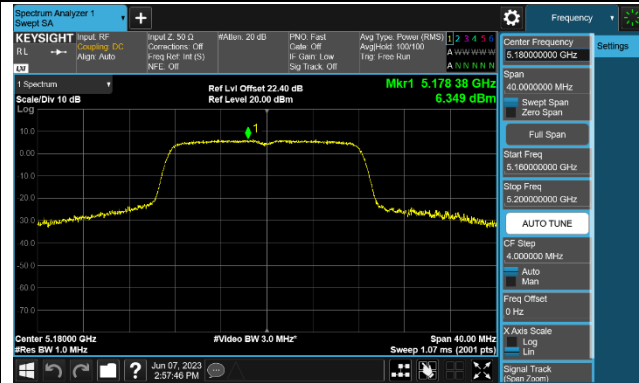 Spectrum Analyzer 1
Swept SA
Frequency
KEYSIGHT
RL
LXI
Input: RF
Coupling: DC
Align: Auto
Input Z: 50 Ω
Corrections: Off
Freq Ref: Int (S)
NFE: Off
#Atten: 20 dB
PNO: Fast
Gate: Off
IF Gain: Low
Sig Track: Off
Avg Type: Power (RMS)
Avg|Hold: 100/100
Trig: Free Run
1 2 3 4 5 6
A W W W W W
A N N N N N
1 Spectrum
Scale/Div 10 dB
Log
Ref Lvl Offset 22.40 dB
Ref Level 20.00 dBm
Mkr1 5.178 38 GHz
6.349 dBm
1
10.0
0.00
-10.0
-20.0
-30.0
-40.0
-50.0
-60.0
-70.0
Center 5.18000 GHz
#Res BW 1.0 MHz
#Video BW 3.0 MHz*
Span 40.00 MHz
Sweep 1.07 ms (2001 pts)
Jun 07, 2023
2:57:46 PM
Center Frequency
5.180000000 GHz
Settings
Span
40.0000000 MHz
Swept Span
Zero Span
Full Span
Start Freq
5.160000000 GHz
Stop Freq
5.200000000 GHz
AUTO TUNE
CF Step
4.000000 MHz
Auto
Man
Freq Offset
0 Hz
X Axis Scale
Log
Lin
Signal Track
(Span Zoom)